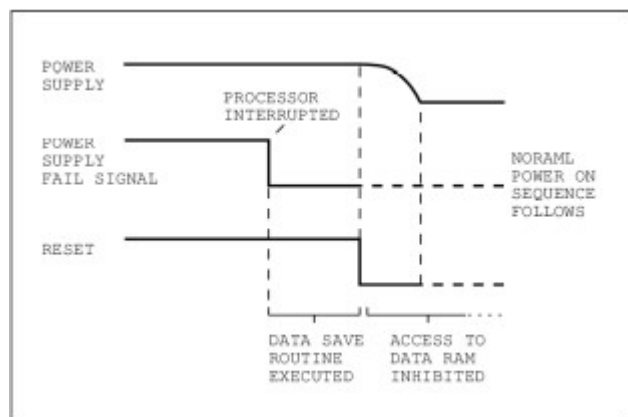 POWER
SUPPLY
PROCESSOR
INTERRUPTED
POWER
SUPPLY
FAIL SIGNAL
NORAML
POWER ON
SEQUENCE
FOLLOWS
RESET
DATA SAVE
ROUTINE
EXECUTED
ACCESS TO
DATA RAM
INHIBITED